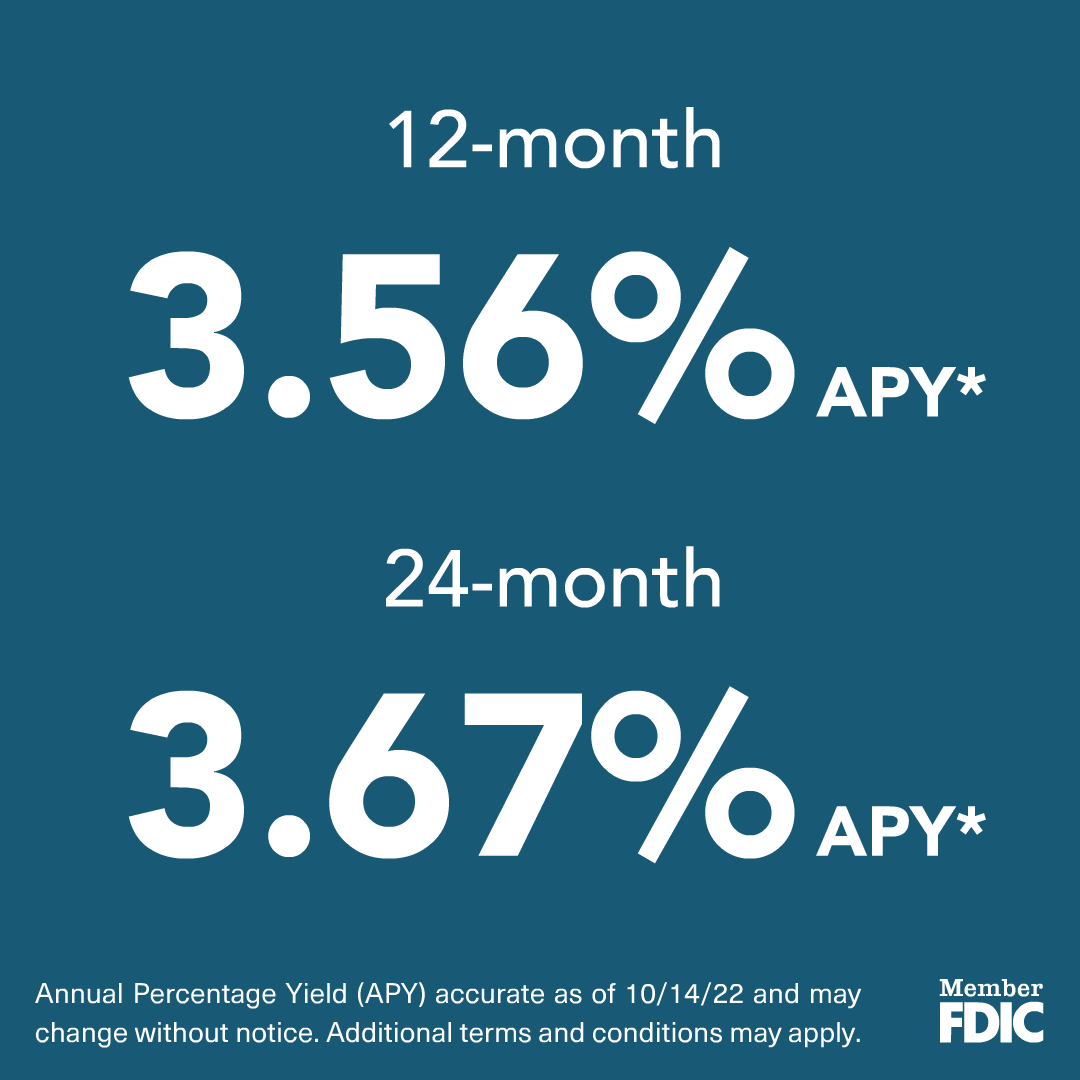 12-month
3.56% APY*
24-month
3.67% APY*
Annual Percentage Yield (APY) accurate as of 10/14/22 and may
change without notice. Additional terms and conditions may apply.
Member
FDIC